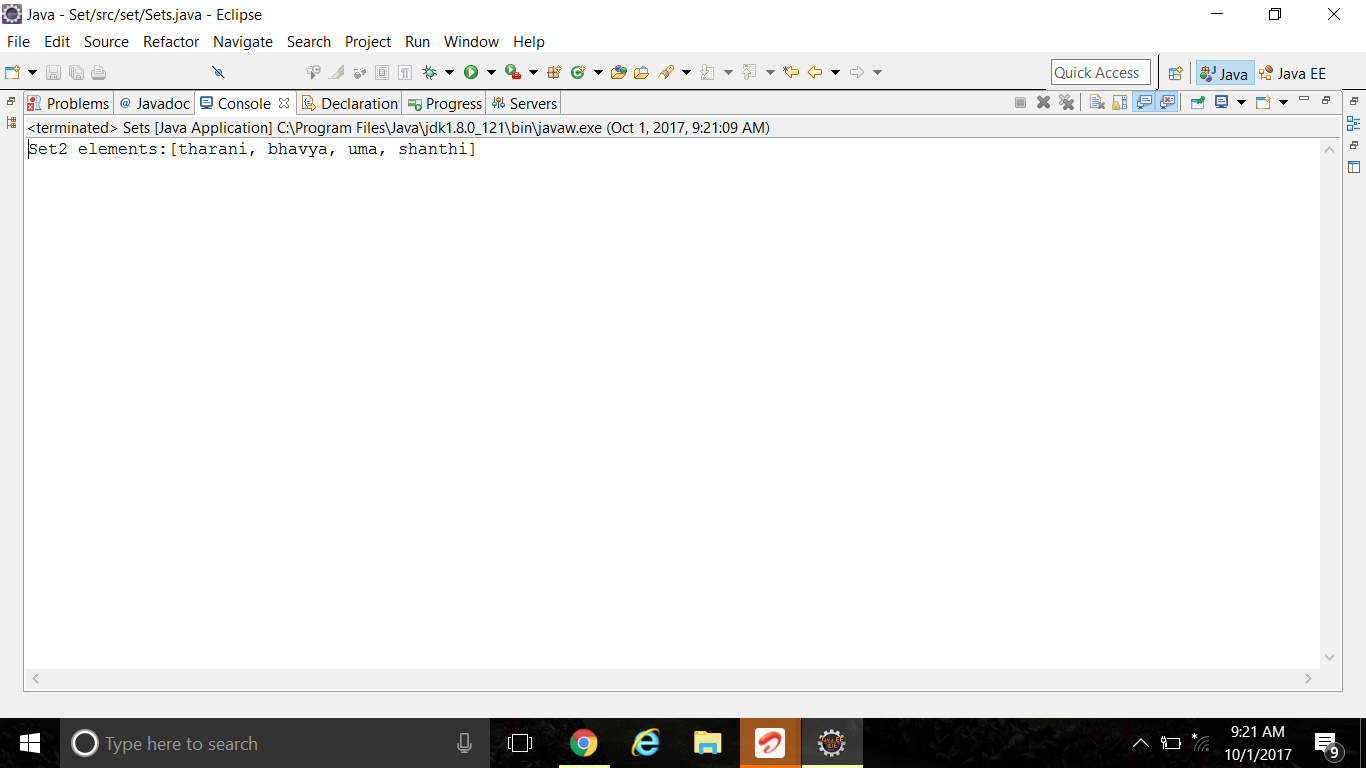 Java - Set/src/set/Sets.java - Eclipse
File Edit Source Refactor Navigate Search Project Run Window Help
Quick Access Java Java EE
Problems @ Javadoc Console Declaration Progress Servers
<terminated> Sets [Java Application] C:\Program Files\Java\jdk1.8.0_121\bin\javaw.exe (Oct 1, 2017, 9:21:09 AM)
Set2 elements:[tharani, bhavya, uma, shanthi]
Type here to search
9:21 AM
10/1/2017
9